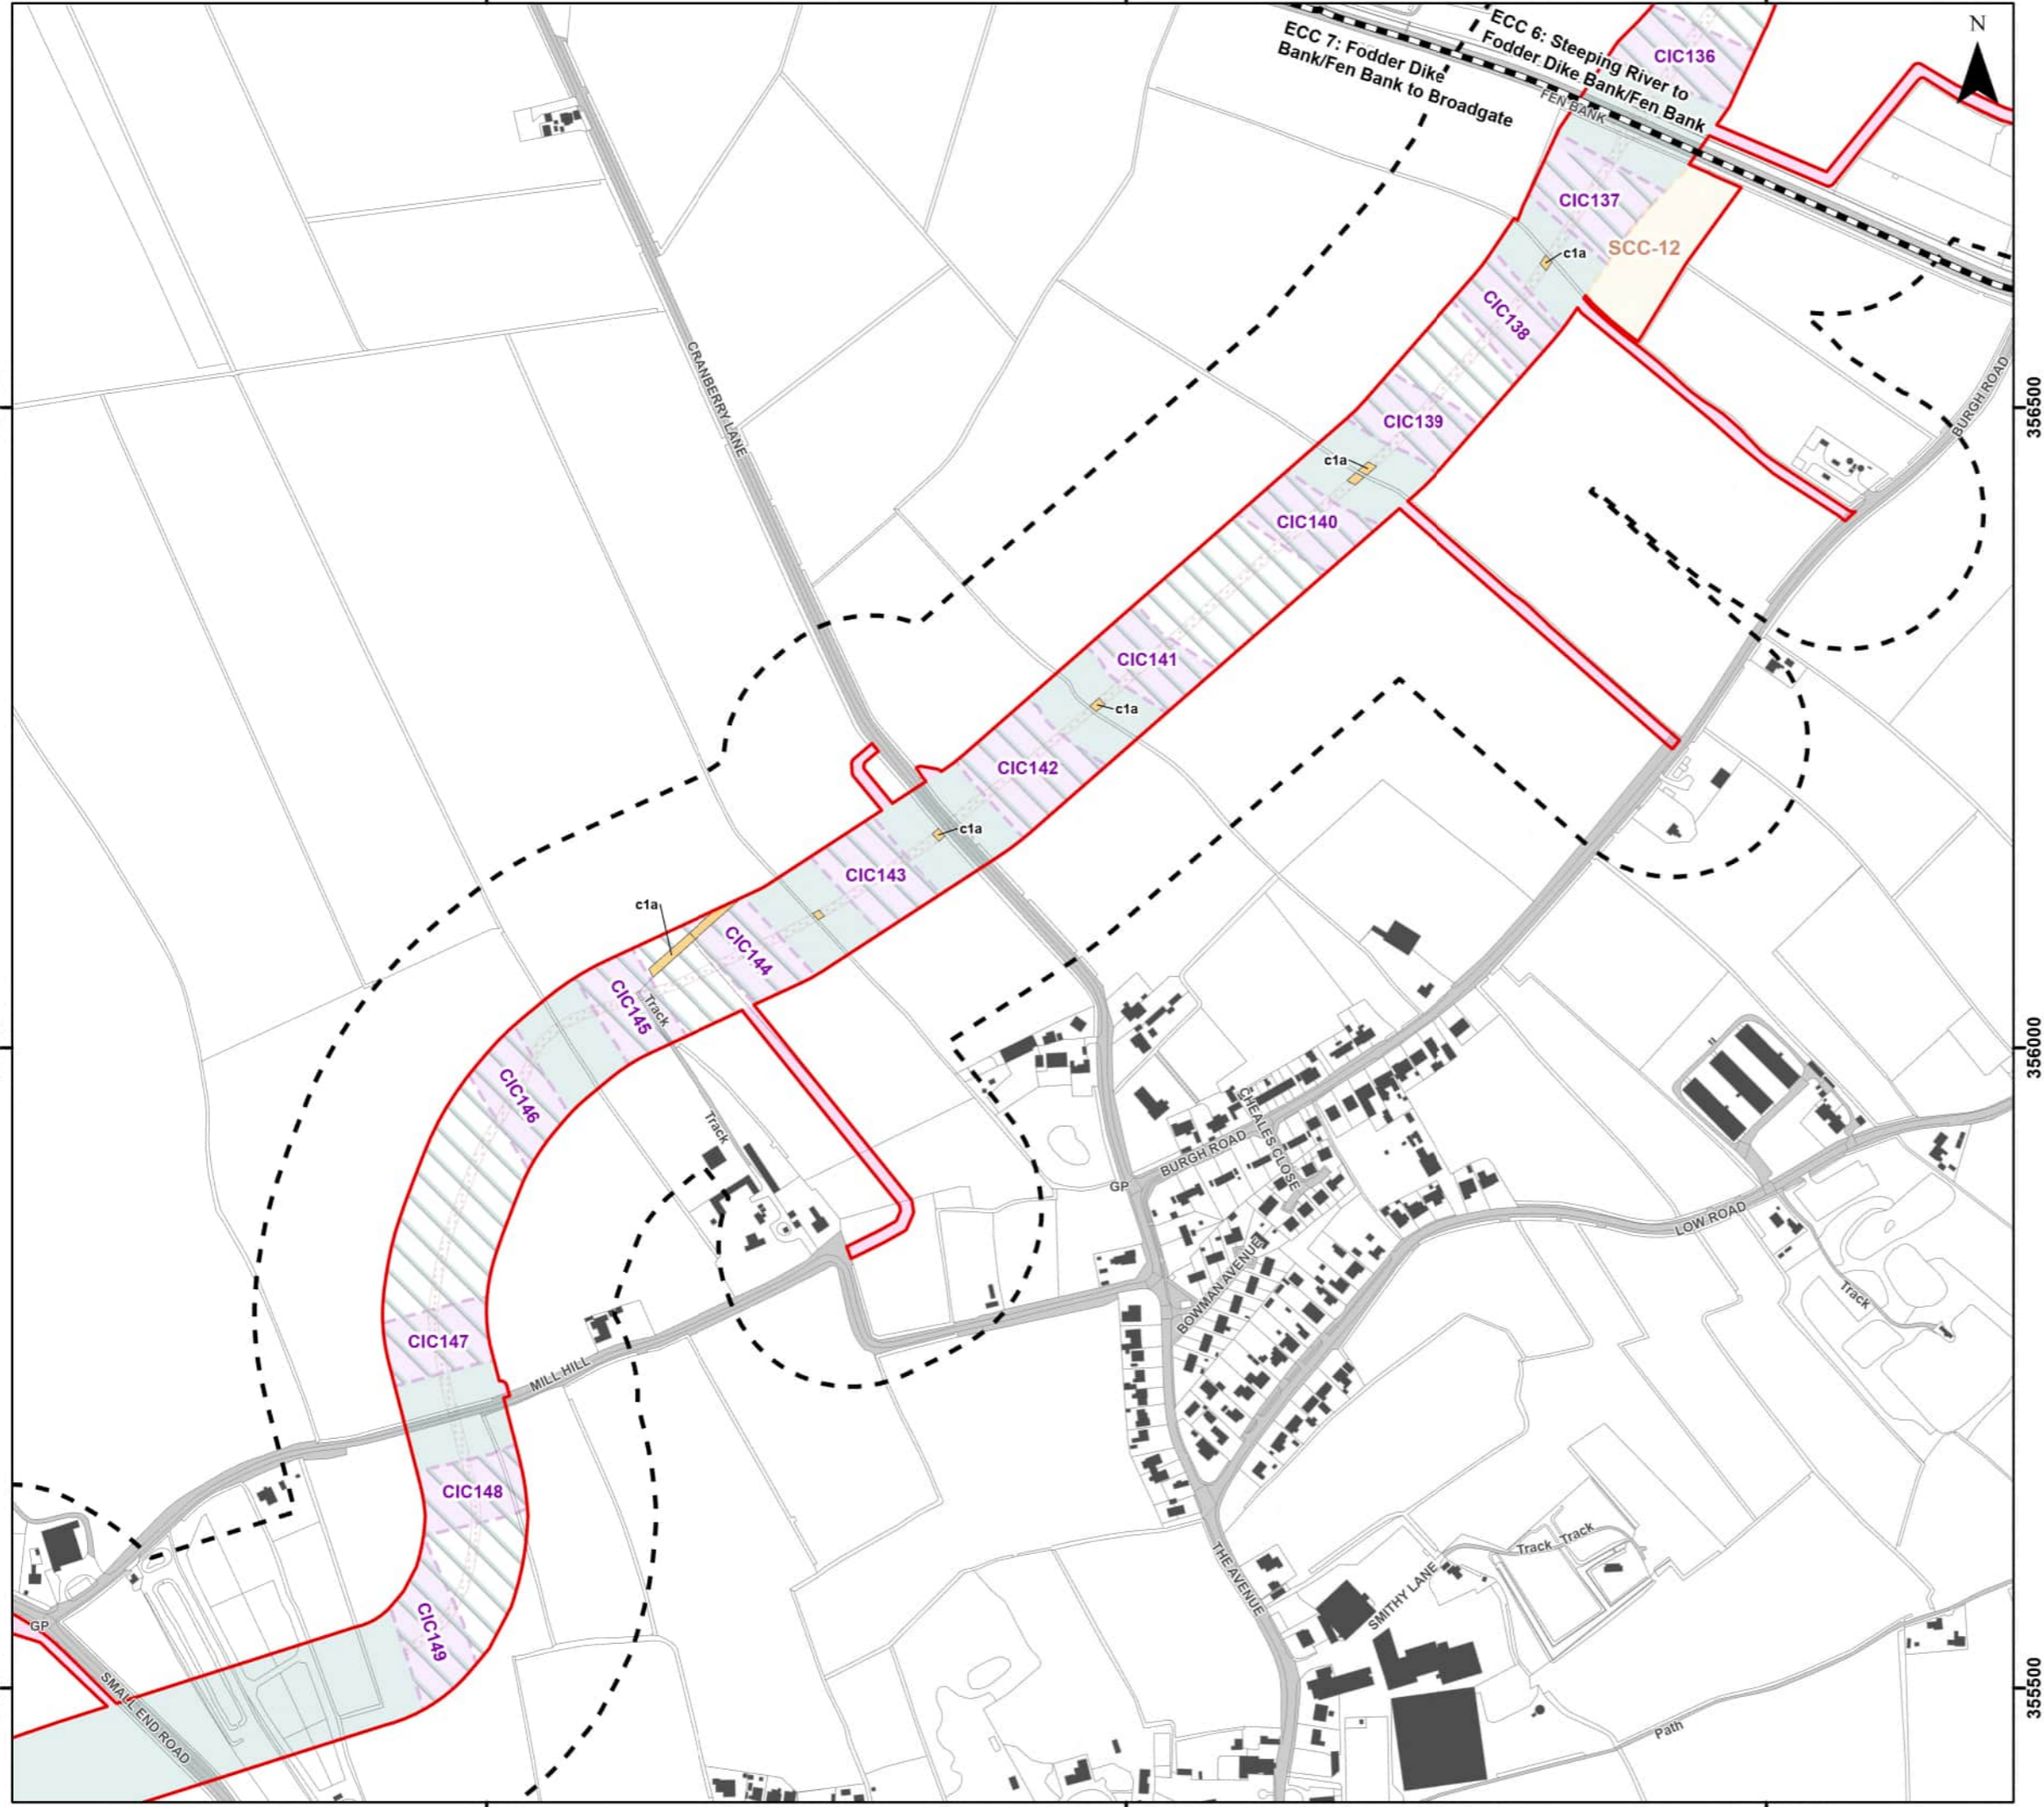 N
ECC 6: Steeping River to
Fodder Dike Bank/Fen Bank
ECC 7: Fodder Dike
Bank/Fen Bank to Broadgate
CIC136
FEN BANK
CIC137
SCC-12
c1a
CIC138
CRANBERRY LANE
BURGH ROAD
356500
CIC139
c1a
CIC140
CIC141
c1a
CIC142
c1a
CIC143
c1a
CIC144
CIC145
Track
356000
CIC146
Track
CHEALES CLOSE
BURGH ROAD
GP
LOW ROAD
BOWMAN AVENUE
Track
CIC147
MILL HILL
CIC148
Track
Track
THE AVENUE
SMITHY LANE
GP
CIC149
SMALL END ROAD
355500
Path